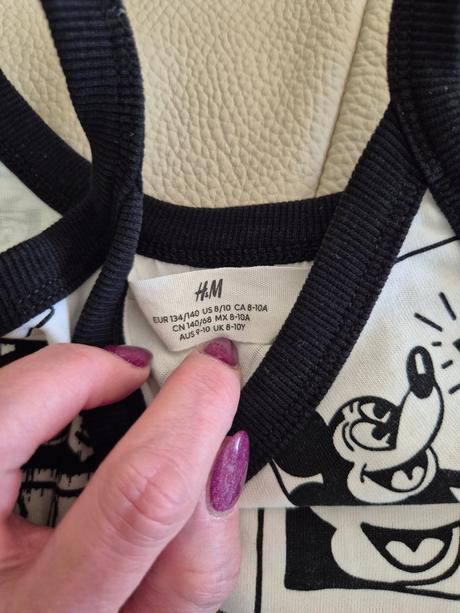 H&M
EUR 134/140 US 8/10 CA 8-10A
CN 140/68 MX 8-10A
AUS 9-10 UK 8-10Y